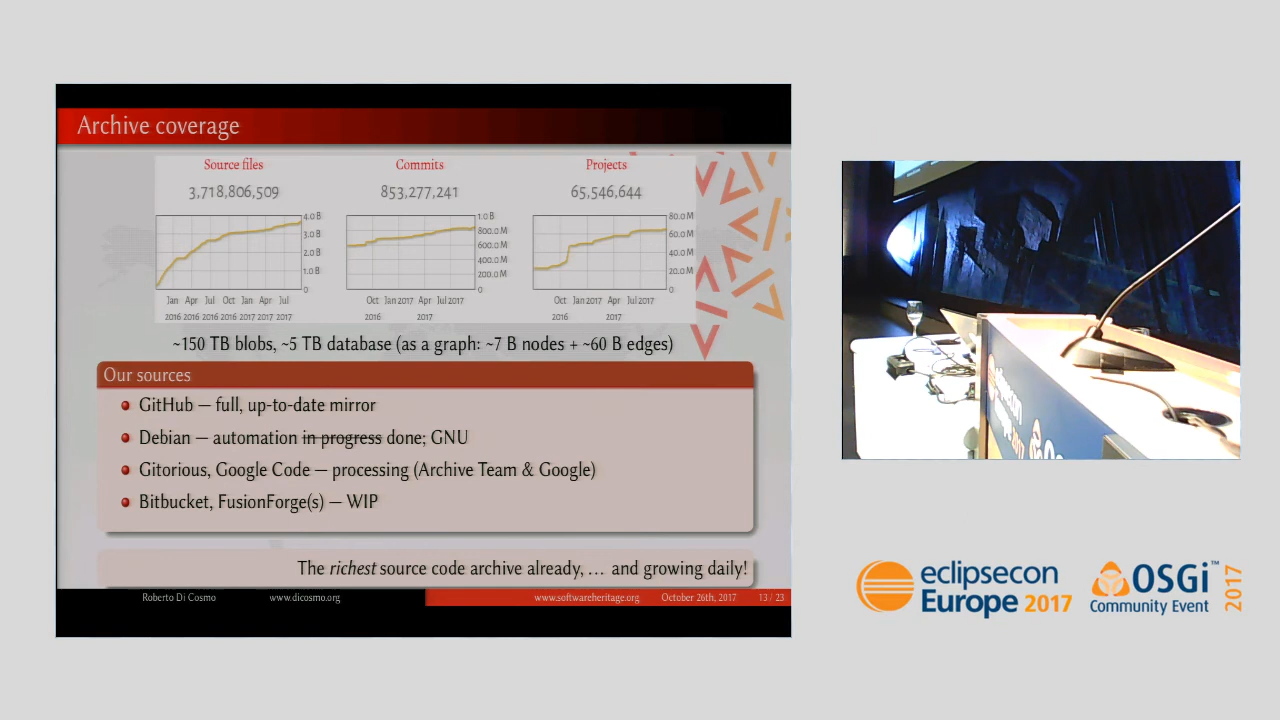 Archive coverage
Source files
Commits
Projects
3,718,806,509
853,277,241
65,546,644
4.0 B
3.0 B
2.0 B
1.0 B
0
Jan Apr Jul Oct Jan Apr Jul
2016 2016 2016 2016 2017 2017 2017
1.0 B
800.0 M
600.0 M
400.0 M
200.0 M
0
Oct Jan 2017 Apr Jul 2017
2016 2017
80.0 M
60.0 M
40.0 M
20.0 M
0
Oct Jan 2017 Apr Jul 2017
2016 2017
~150 TB blobs, ~5 TB database (as a graph: ~7 B nodes + ~60 B edges)
Our sources
GitHub — full, up-to-date mirror
Debian — automation in progress done; GNU
Gitorious, Google Code — processing (Archive Team & Google)
Bitbucket, FusionForge(s) — WIP
The richest source code archive already, … and growing daily!
Roberto Di Cosmo www.dicosmo.org www.softwareheritage.org October 26th, 2017 13 / 23
eclipsecon
Europe 2017
OSGi™
Community Event
2017